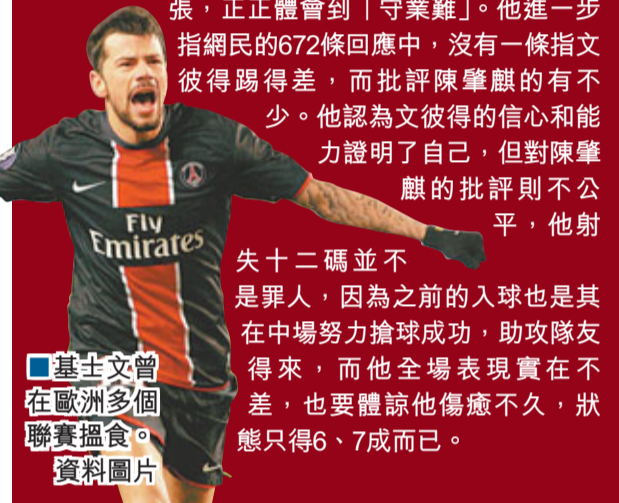 張，正正體會到「守業難」。他進一步
指網民的672條回應中，沒有一條指文
彼得踢得差，而批評陳肇麒的有不
少。他認為文彼得的信心和能
力證明了自己，但對陳肇
麒的批評則不公
平，他射
失十二碼並不
是罪人，因為之前的入球也是其
在中場努力搶球成功，助攻隊友
得來，而他全場表現實在不
差，也要體諒他傷癒不久，狀
態只得6、7成而已。
Fly
Emirates
■基士文曾
在歐洲多個
聯賽搵食。
資料圖片